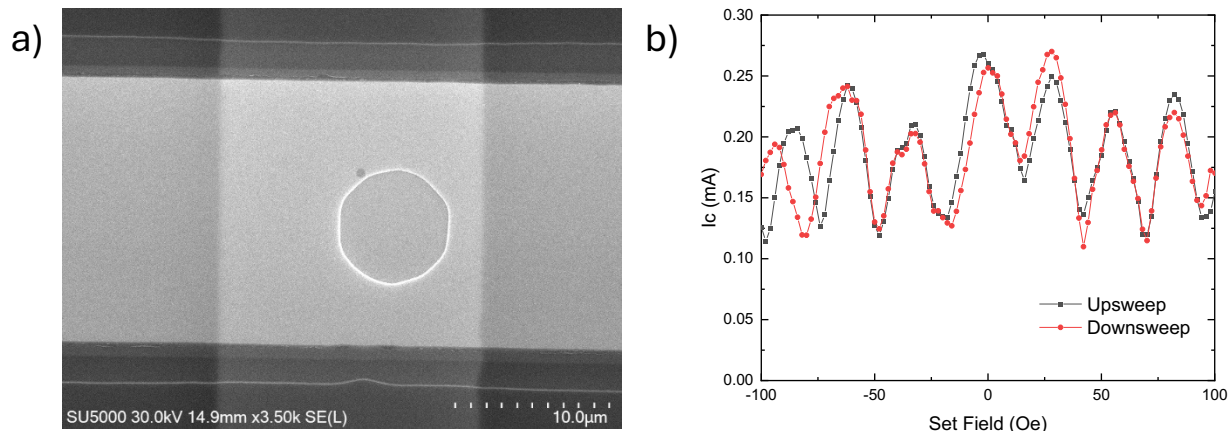 a)
SU5000 30.0kV 14.9mm x3.50k SE(L)
10.0μm
b)
0.30
0.25
0.20
0.15
0.10
0.05
0.00
Ic (mA)
Upsweep
Downsweep
-100
-50
0
50
100
Set Field (Oe)